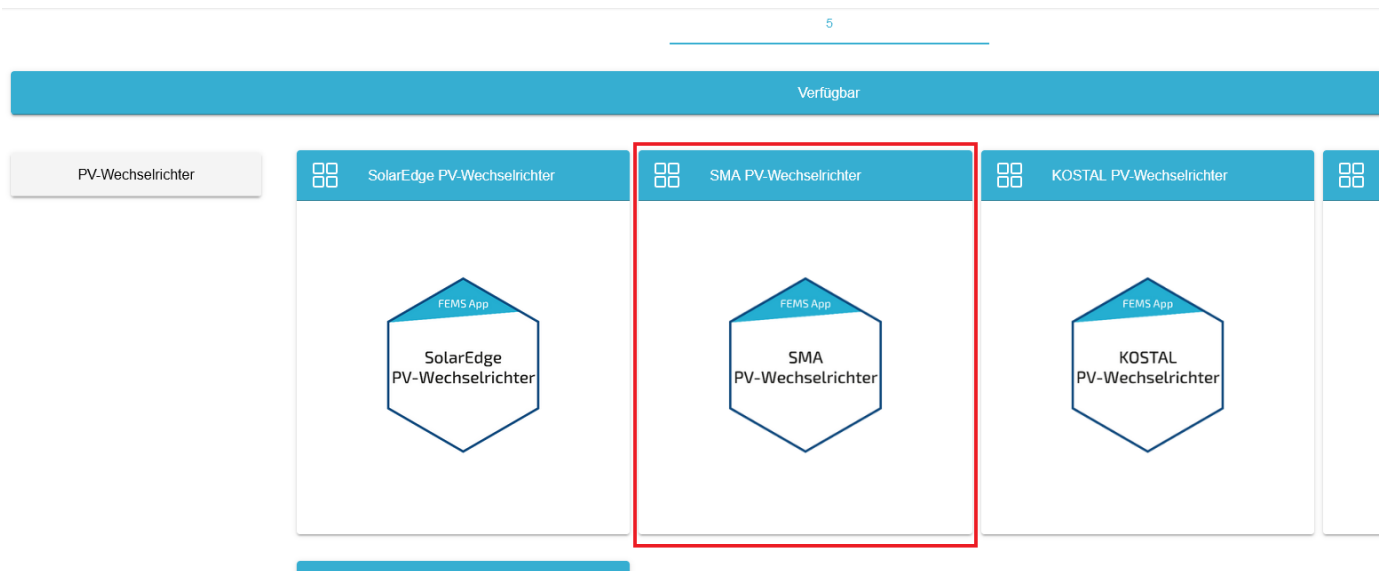 5
Verfügbar
PV-Wechselrichter
SolarEdge PV-Wechselrichter
FEMS App
SolarEdge
PV-Wechselrichter
SMA PV-Wechselrichter
FEMS App
SMA
PV-Wechselrichter
KOSTAL PV-Wechselrichter
FEMS App
KOSTAL
PV-Wechselrichter